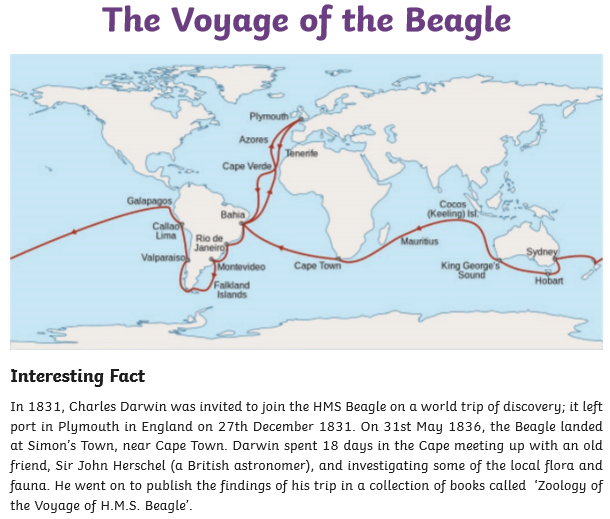 The Voyage of the Beagle
Plymouth
Azores
Tenerife
Cape Verde
Galapagos
Bahia
Cocos
(Keeling) Isl.
Callao
Lima
Rio de
Janeiro
Mauritius
Sydney
Valparaiso
Montevideo
Cape Town
King George's
Sound
Hobart
Falkland
Islands
Interesting Fact
In 1831, Charles Darwin was invited to join the HMS Beagle on a world trip of discovery; it left
port in Plymouth in England on 27th December 1831. On 31st May 1836, the Beagle landed
at Simon's Town, near Cape Town. Darwin spent 18 days in the Cape meeting up with an old
friend, Sir John Herschel (a British astronomer), and investigating some of the local flora and
fauna. He went on to publish the findings of his trip in a collection of books called ‘Zoology of
the Voyage of H.M.S. Beagle’.